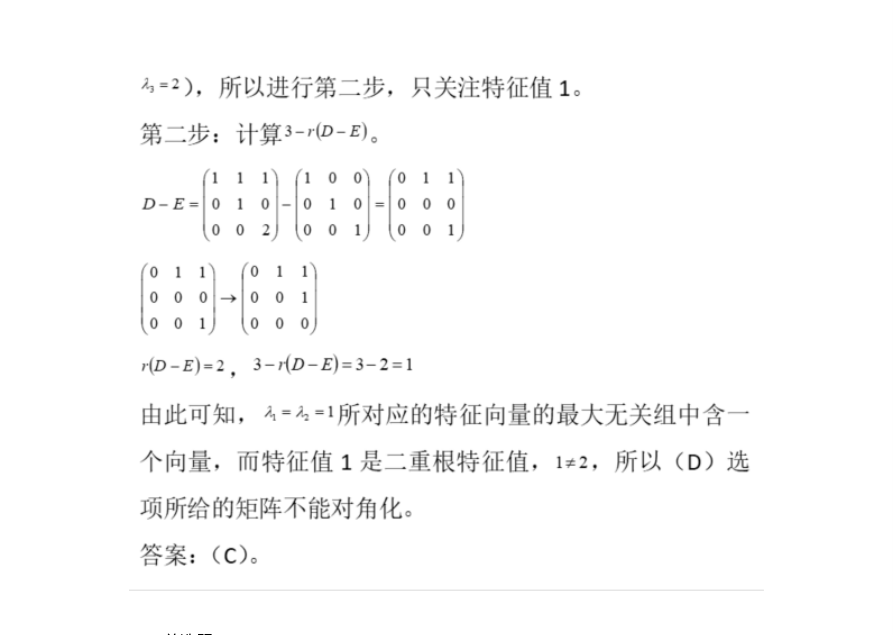 λ₃=2），所以进行第二步，只关注特征值 1。
第二步：计算3−r(D−E)。
D−E=(1 1 1; 0 1 0; 0 0 2)−(1 0 0; 0 1 0; 0 0 1)=(0 1 1; 0 0 0; 0 0 1)
(0 1 1; 0 0 0; 0 0 1)→(0 1 1; 0 0 1; 0 0 0)
r(D−E)=2，3−r(D−E)=3−2=1
由此可知，λ₁=λ₂=1所对应的特征向量的最大无关组中含一
个向量，而特征值 1 是二重根特征值，1≠2，所以（D）选
项所给的矩阵不能对角化。
答案：（C）。